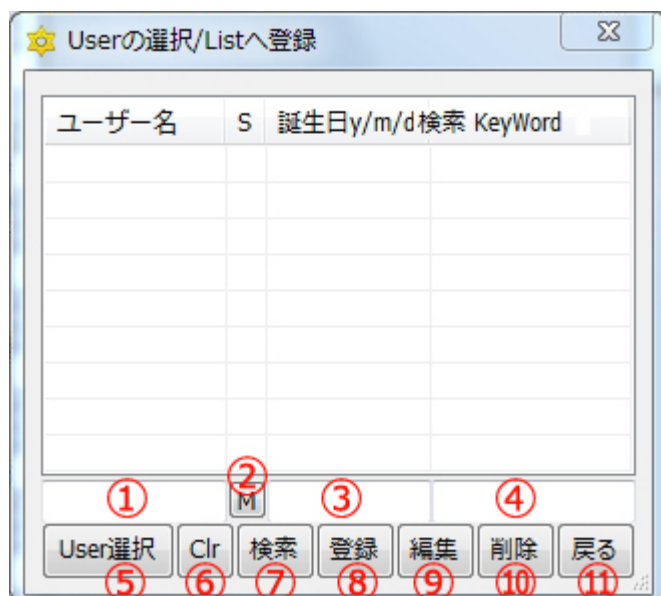 Userの選択/Listへ登録
ユーザー名 S 誕生日y/m/d 検索 KeyWord
① ② M ③ ④
User選択 Clr 検索 登録 編集 削除 戻る
⑤ ⑥ ⑦ ⑧ ⑨ ⑩ ⑪